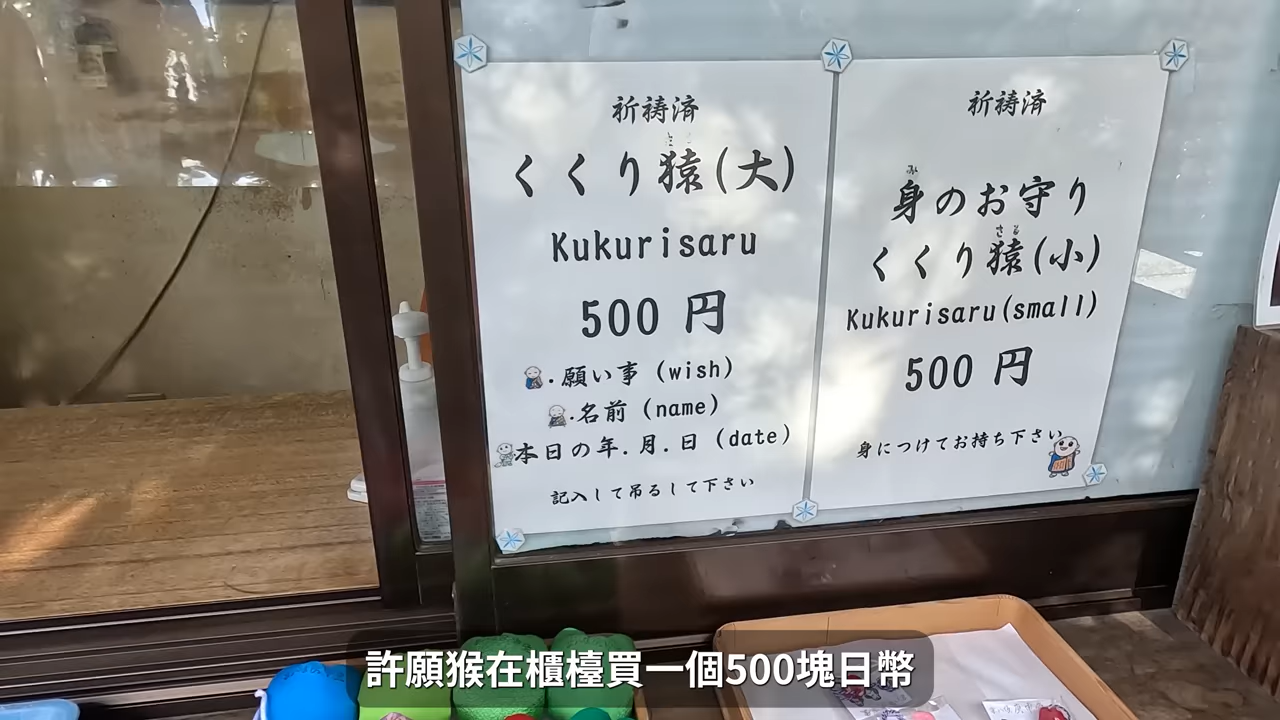 祈祷済
くくり猿(大)
Kukurisaru
500 円
・願い事 (wish)
・名前 (name)
本日の年.月.日 (date)
記入して吊るして下さい
祈祷済
み
身のお守り
さる
くくり猿(小)
Kukurisaru(small)
500 円
身につけてお持ち下さい
許願猴在櫃檯買一個500塊日幣